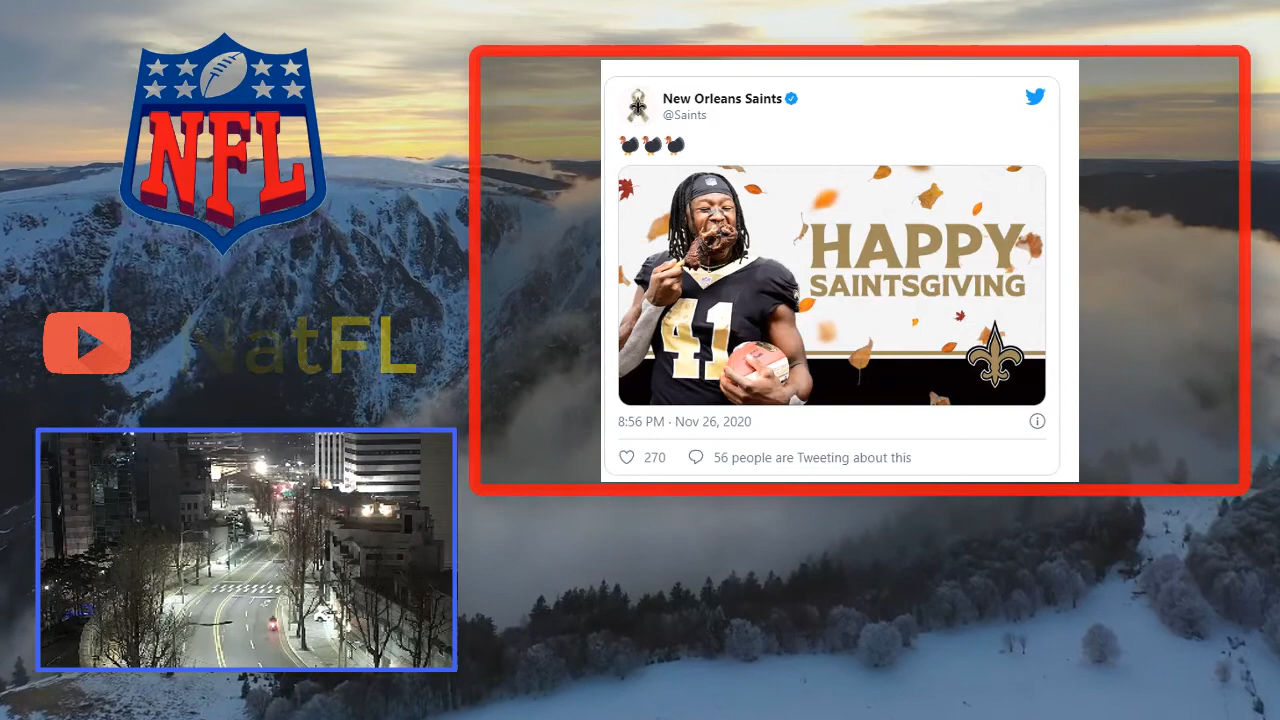 NFL
NatFL
New Orleans Saints
@Saints
HAPPY
SAINTSGIVING
41
8:56 PM · Nov 26, 2020
270
56 people are Tweeting about this